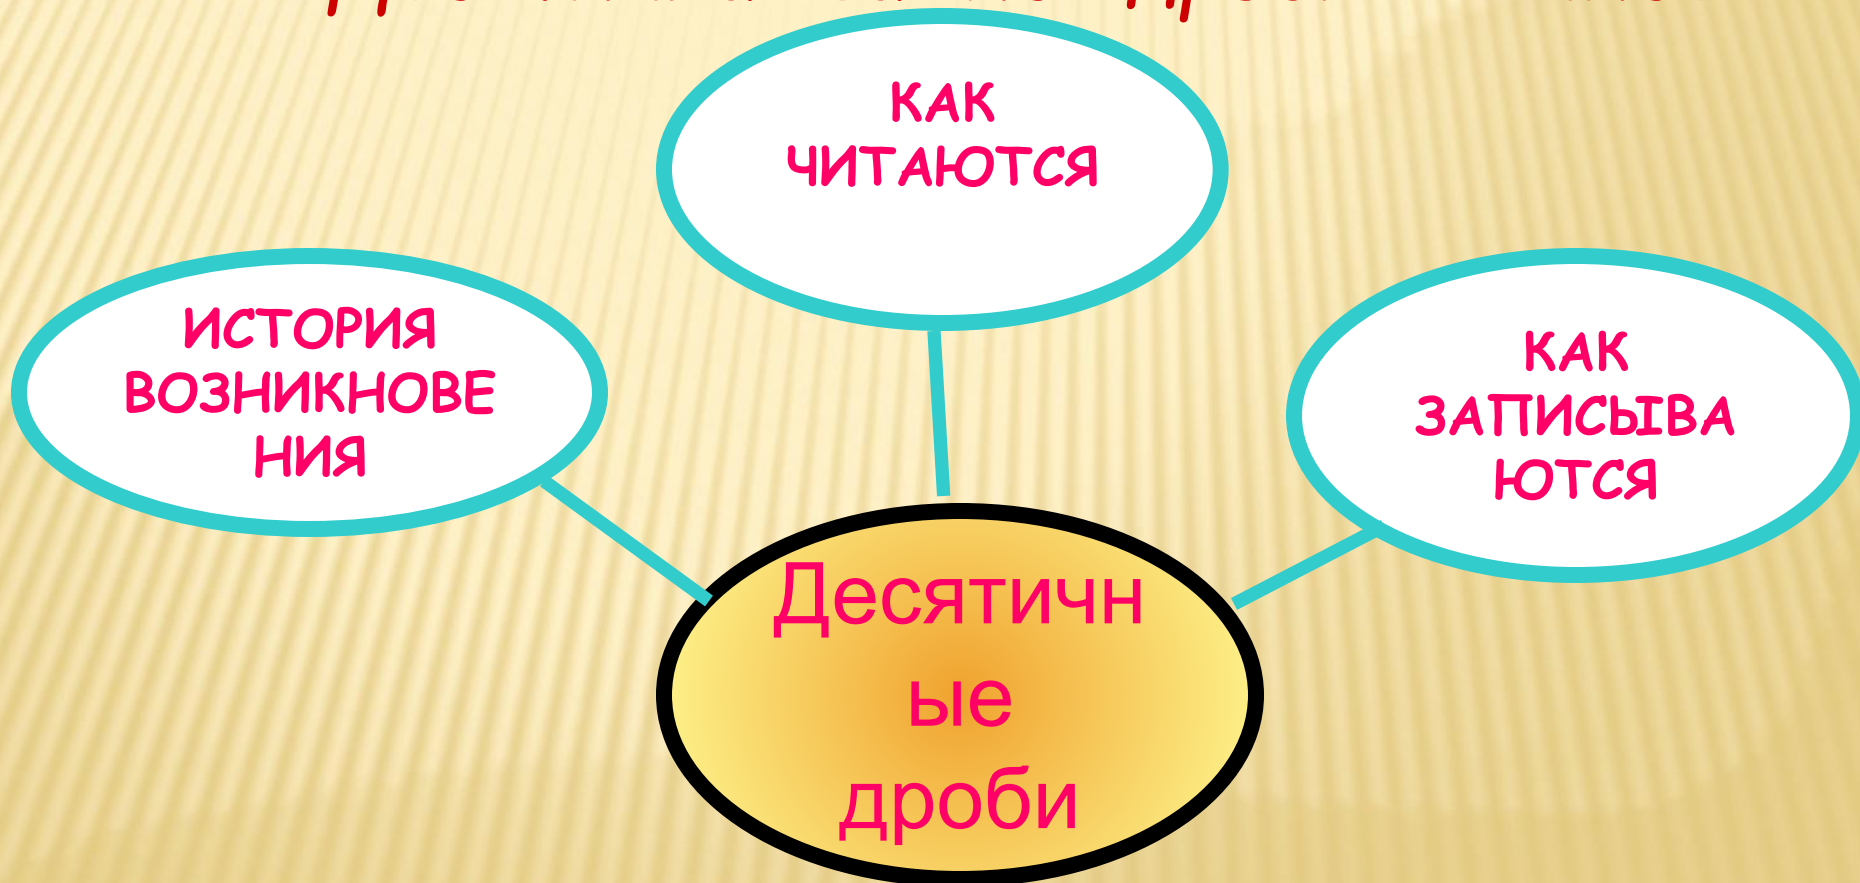 КАК
ЧИТАЮТСЯ
ИСТОРИЯ
ВОЗНИКНОВЕ
НИЯ
КАК
ЗАПИСЫВА
ЮТСЯ
Десятичн
ые
дроби